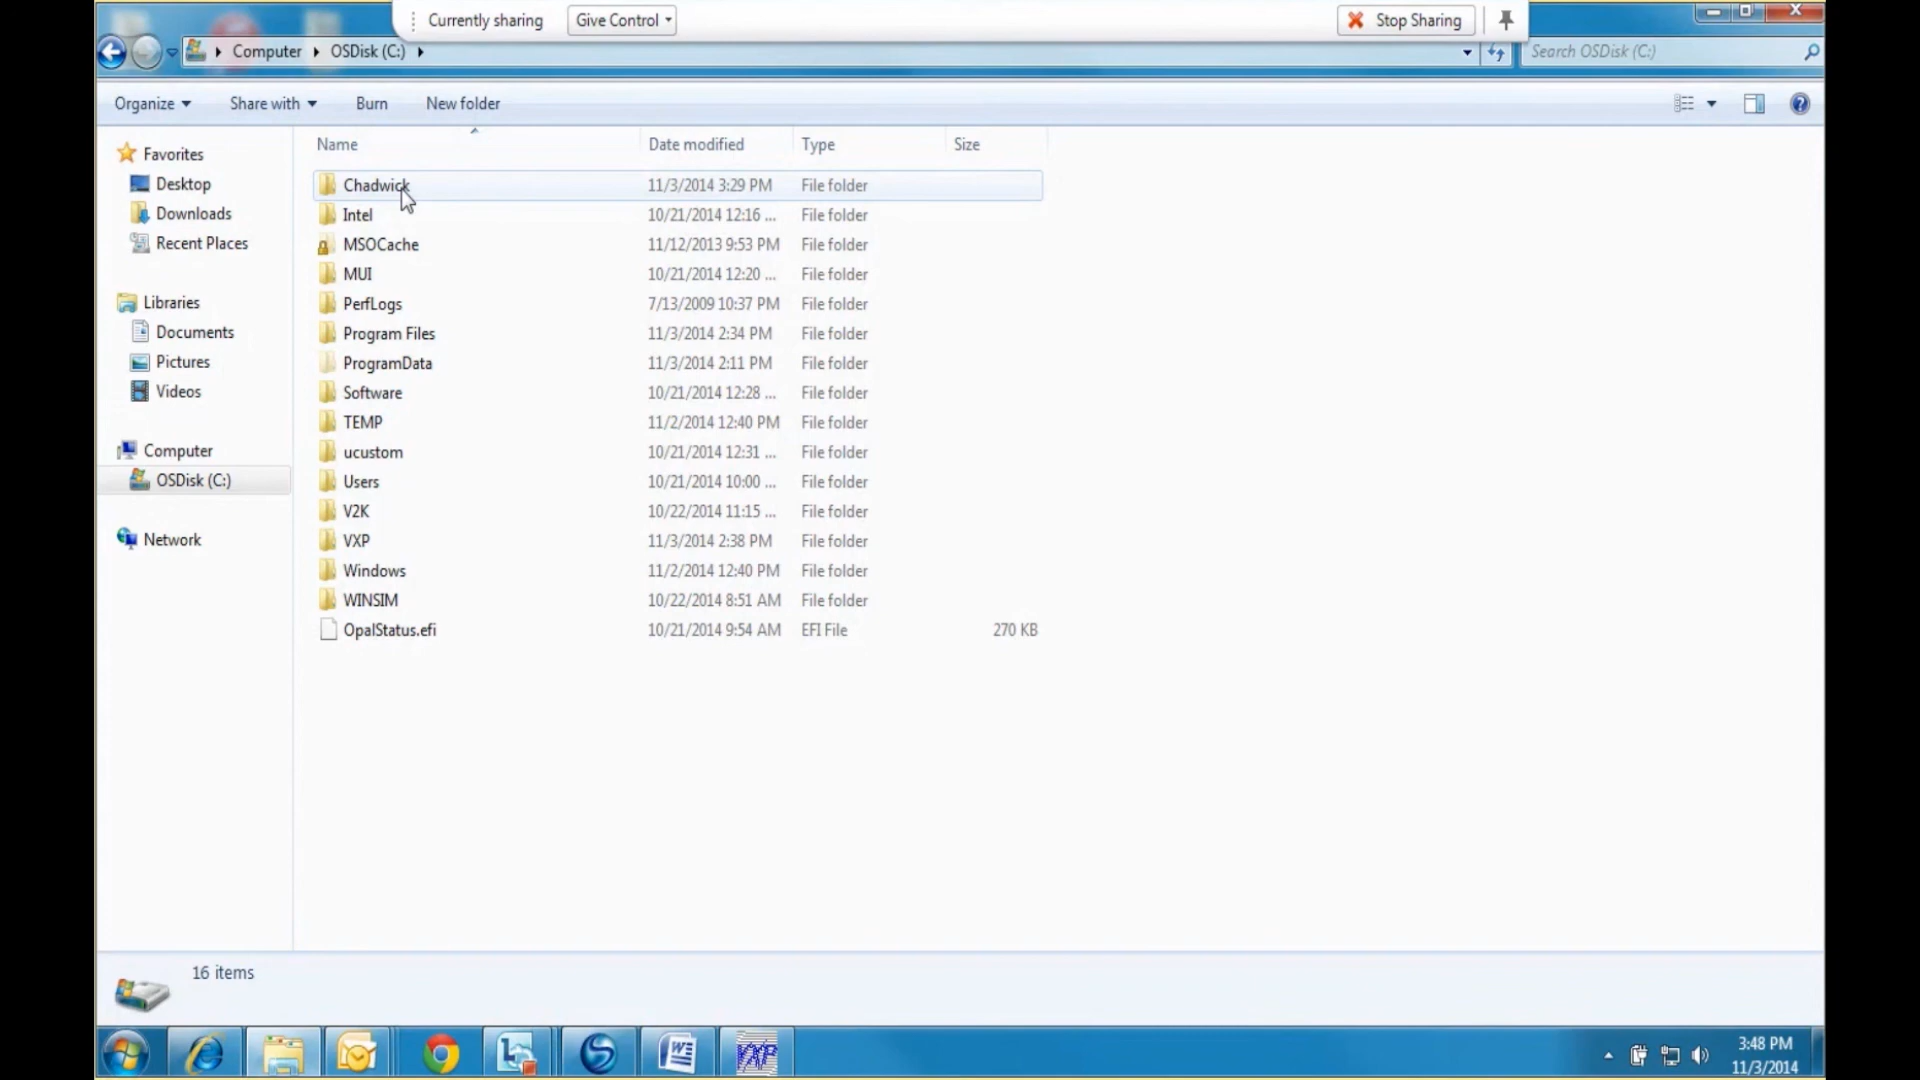 Currently sharing Give Control Stop Sharing
Computer OSDisk (C:) Search OSDisk (C:)
Organize Share with Burn New folder
Name Date modified Type Size
Favorites
Desktop
Downloads
Recent Places
Libraries
Documents
Pictures
Videos
Computer
OSDisk (C:)
Network
Chadwick 11/3/2014 3:29 PM File folder
Intel 10/21/2014 12:16 ... File folder
MSOCache 11/12/2013 9:53 PM File folder
MUI 10/21/2014 12:20 ... File folder
PerfLogs 7/13/2009 10:37 PM File folder
Program Files 11/3/2014 2:34 PM File folder
ProgramData 11/3/2014 2:11 PM File folder
Software 10/21/2014 12:28 ... File folder
TEMP 11/2/2014 12:40 PM File folder
ucustom 10/21/2014 12:31 ... File folder
Users 10/21/2014 10:00 ... File folder
V2K 10/22/2014 11:15 ... File folder
VXP 11/3/2014 2:38 PM File folder
Windows 11/2/2014 12:40 PM File folder
WINSIM 10/22/2014 8:51 AM File folder
OpalStatus.efi 10/21/2014 9:54 AM EFI File 270 KB
16 items
VXP
3:48 PM
11/3/2014